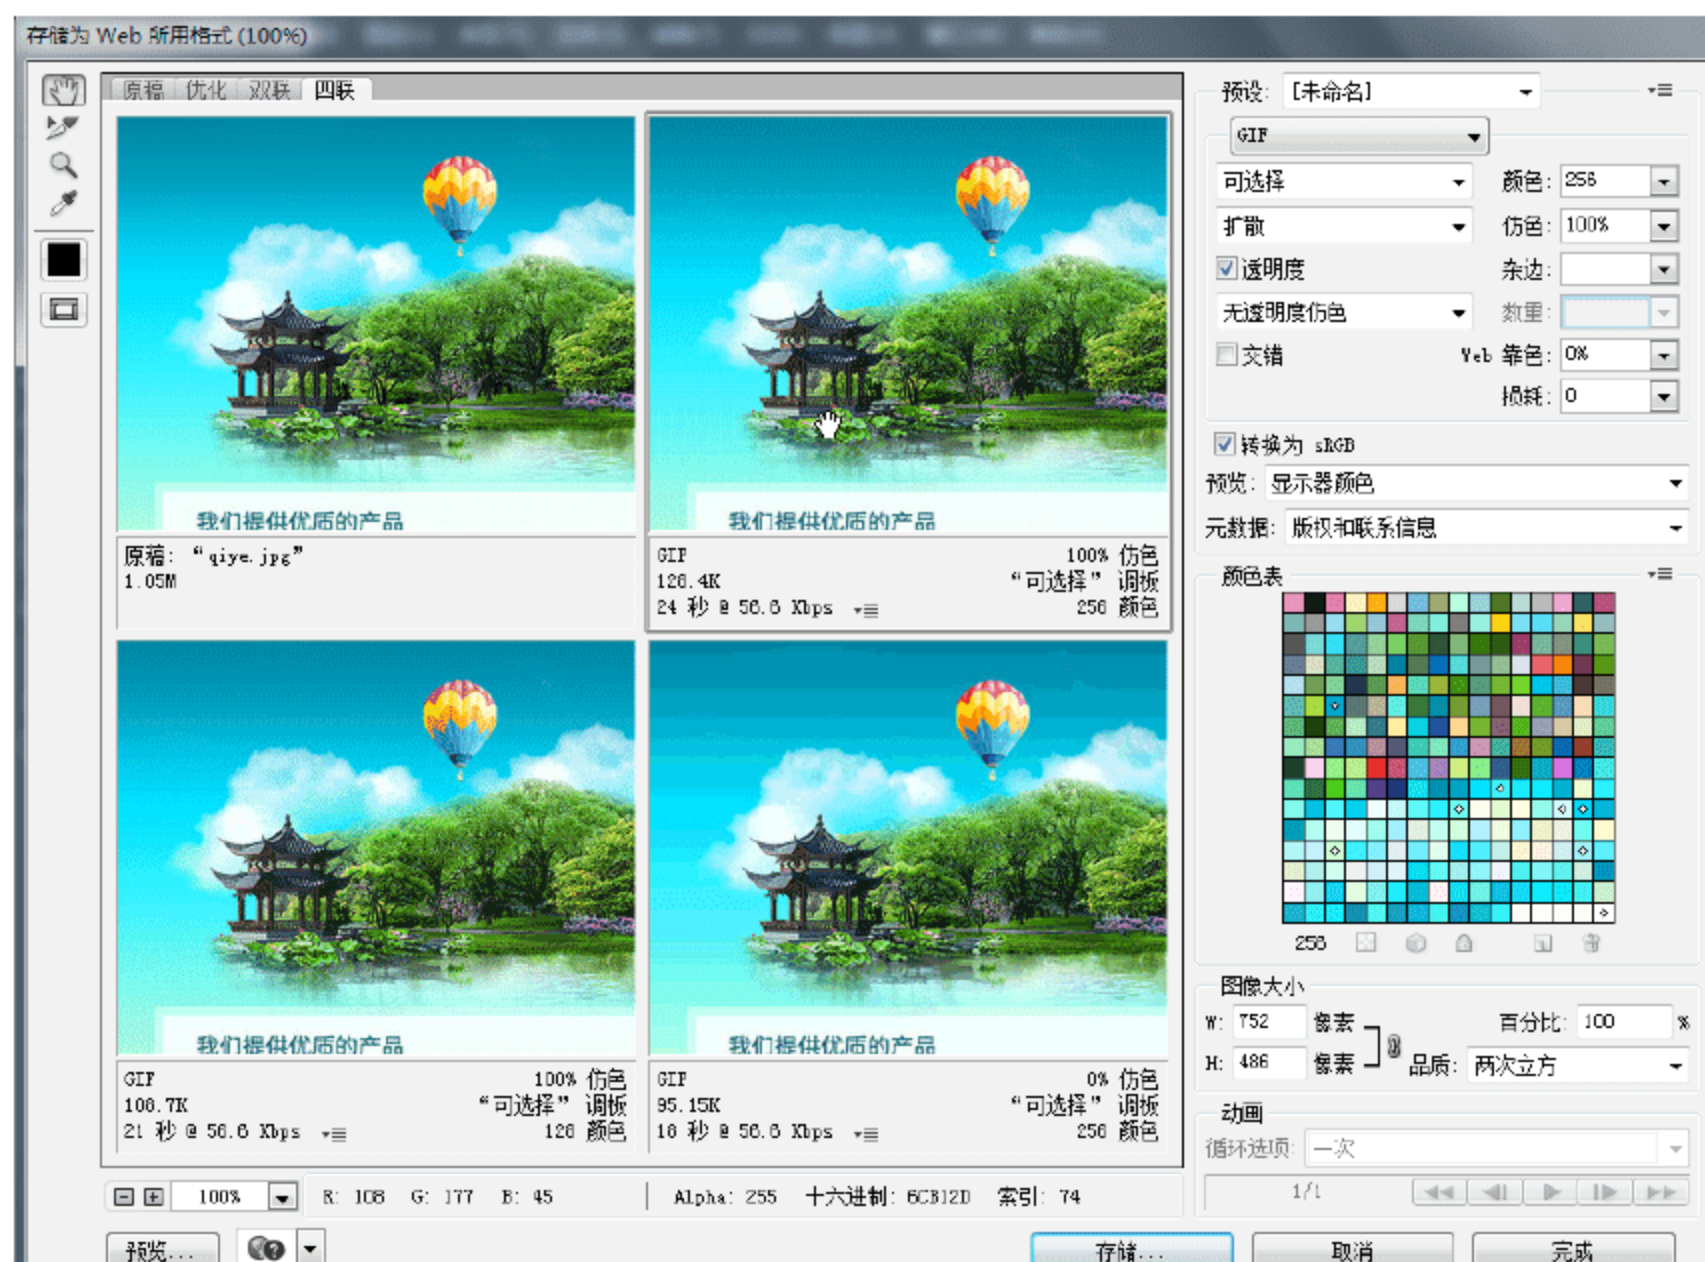 存储为 Web 所用格式 (100%)
原稿 优化 双联 四联
我们提供优质的产品
原稿: “qiye.jpg”
1.05M
我们提供优质的产品
GIF 100% 仿色
128.4K “可选择” 调板
24 秒 @ 56.6 Kbps 256 颜色
我们提供优质的产品
GIF 100% 仿色
108.7K “可选择” 调板
21 秒 @ 56.6 Kbps 128 颜色
我们提供优质的产品
GIF 0% 仿色
95.15K “可选择” 调板
18 秒 @ 56.6 Kbps 256 颜色
100% R: 108 G: 177 B: 45 Alpha: 255 十六进制: 6CB12D 索引: 74
预览...
存储... 取消 完成
预设: [未命名]
GIF
可选择 颜色: 256
扩散 仿色: 100%
透明度 杂边:
无透明度仿色 数量:
交错 Web 靠色: 0%
损耗: 0
转换为 sRGB
预览: 显示器颜色
元数据: 版权和联系信息
颜色表
256
图像大小
W: 752 像素 百分比: 100 %
H: 486 像素 品质: 两次立方
动画
循环选项: 一次
1/1